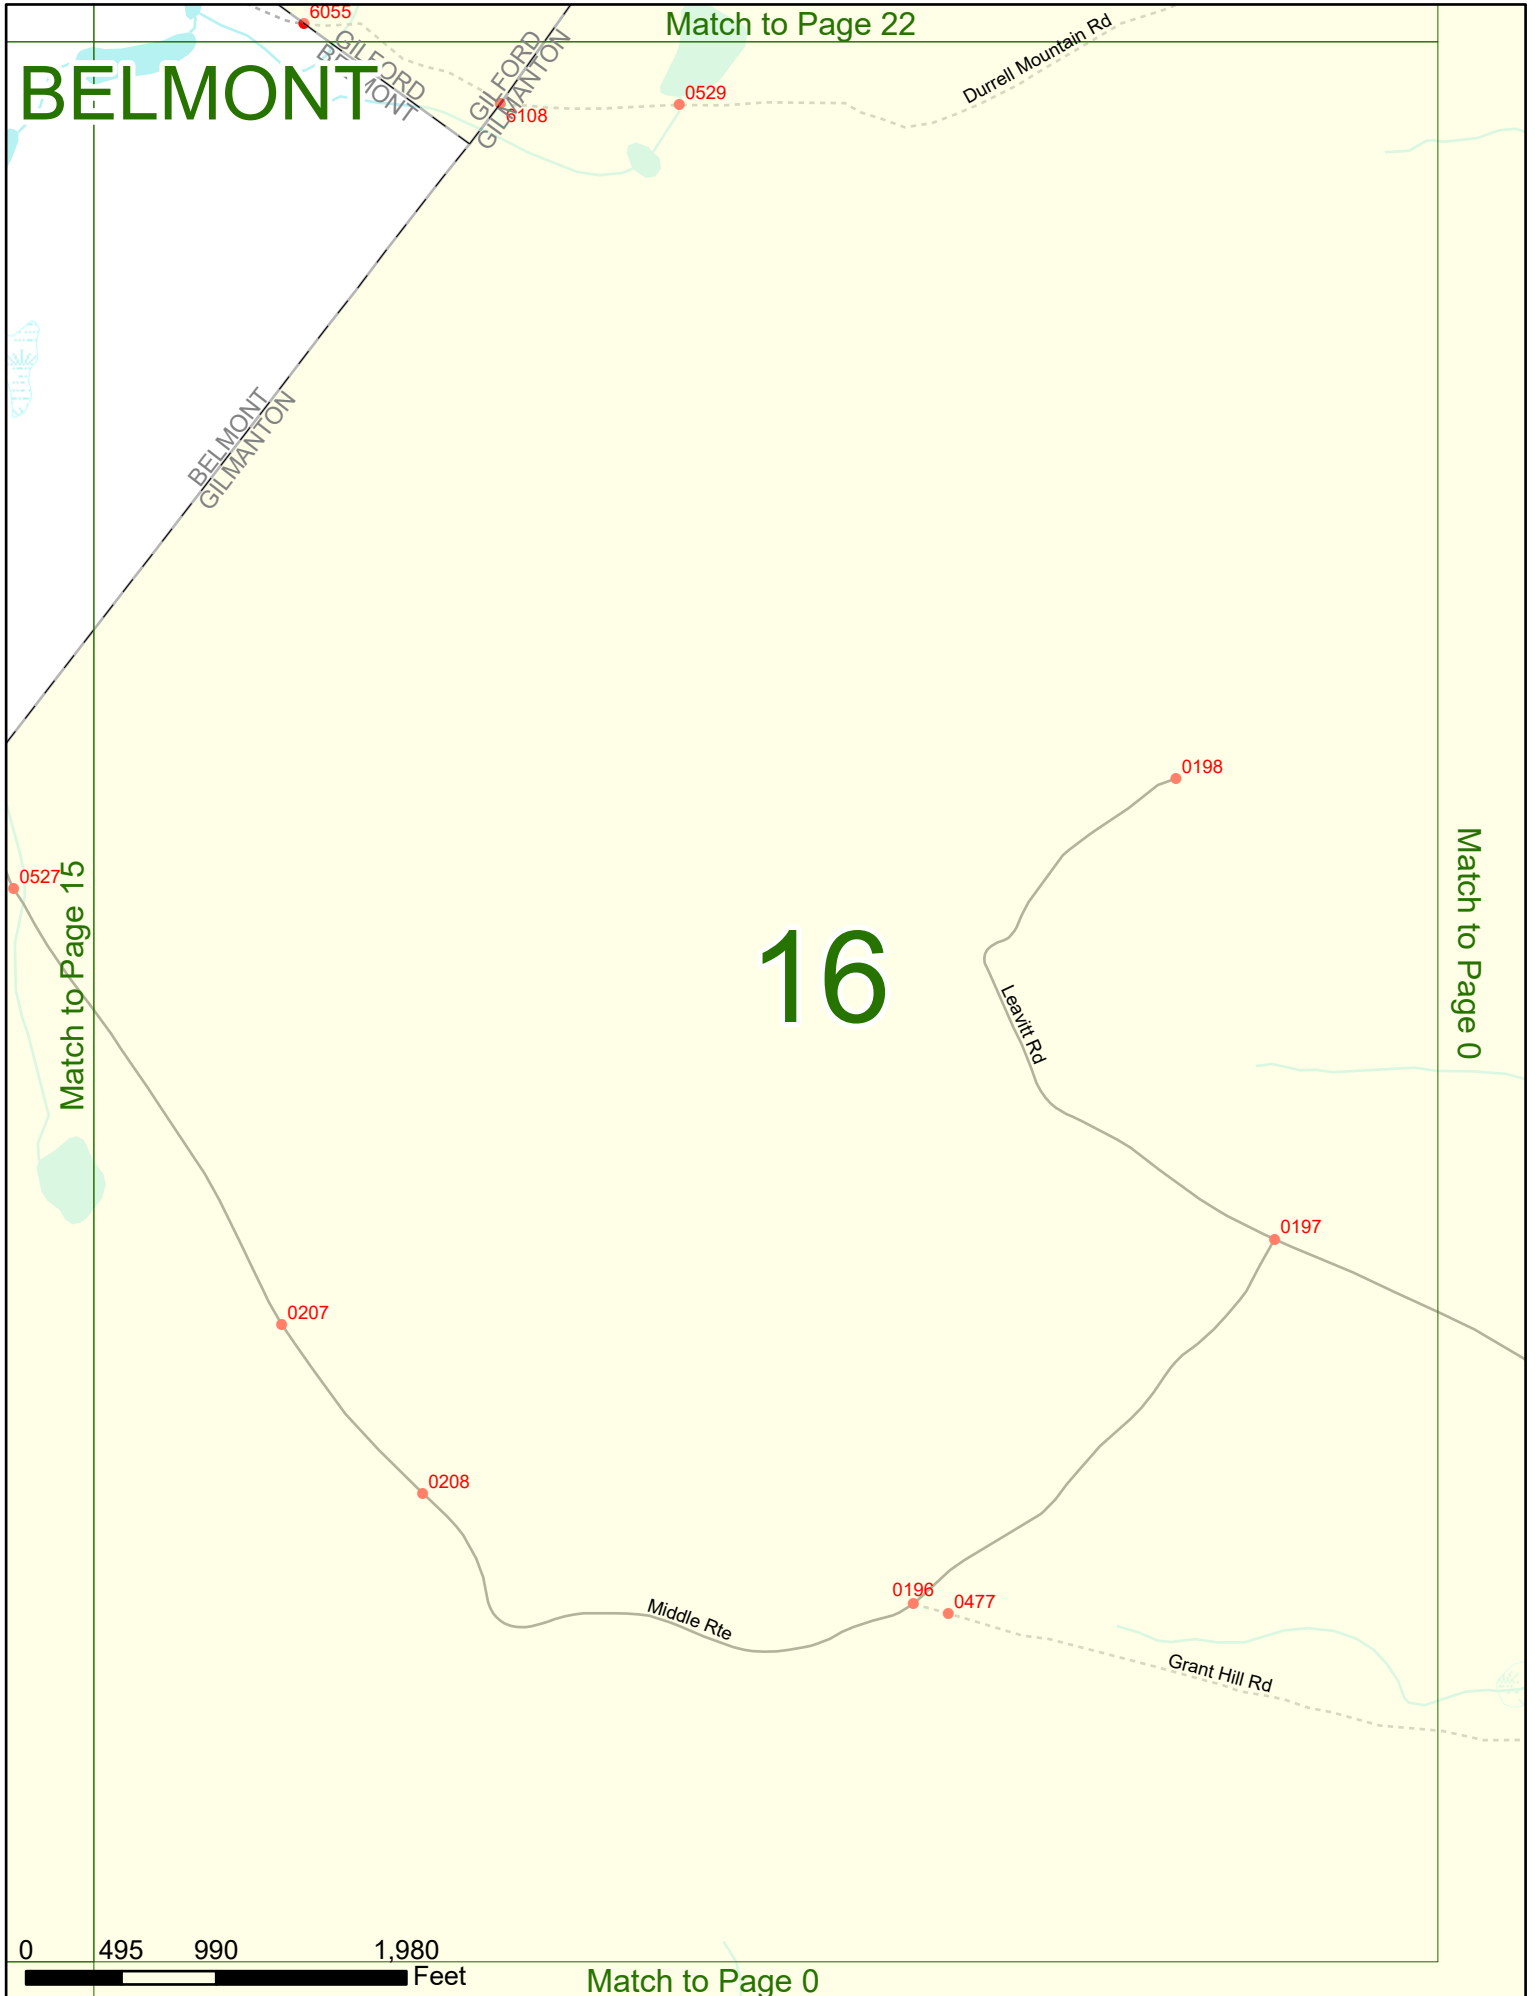 6055
Match to Page 22
Durrell Mountain Rd
BELMONT
GILFORD
BELMONT
GILFORD
GILMANTON
0529
6108
BELMONT
GILMANTON
0198
0527
Match to Page 15
16
Match to Page 0
Leavitt Rd
0197
0207
0208
0196
0477
Middle Rte
Grant Hill Rd
0 495 990 1,980
Feet
Match to Page 0